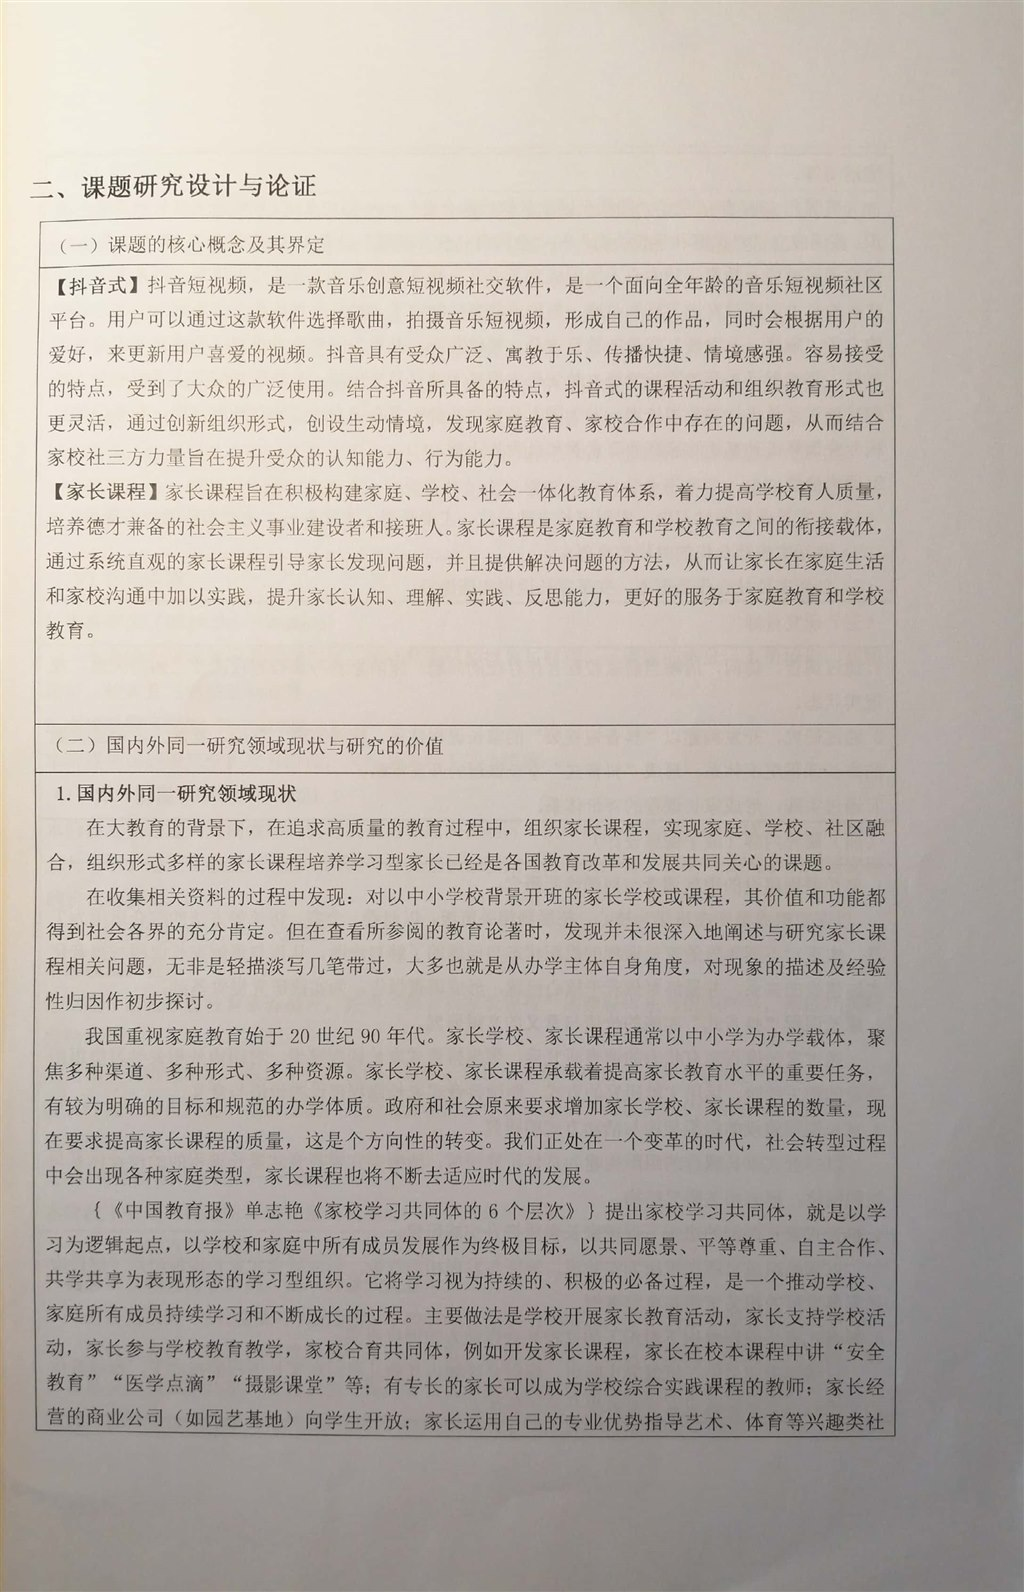 二、课题研究设计与论证
（一）课题的核心概念及其界定
【抖音式】抖音短视频，是一款音乐创意短视频社交软件，是一个面向全年龄的音乐短视频社区
平台。用户可以通过这款软件选择歌曲，拍摄音乐短视频，形成自己的作品，同时会根据用户的
爱好，来更新用户喜爱的视频。抖音具有受众广泛、寓教于乐、传播快捷、情境感强。容易接受
的特点，受到了大众的广泛使用。结合抖音所具备的特点，抖音式的课程活动和组织教育形式也
更灵活，通过创新组织形式，创设生动情境，发现家庭教育、家校合作中存在的问题，从而结合
家校社三方力量旨在提升受众的认知能力、行为能力。
【家长课程】家长课程旨在积极构建家庭、学校、社会一体化教育体系，着力提高学校育人质量，
培养德才兼备的社会主义事业建设者和接班人。家长课程是家庭教育和学校教育之间的衔接载体，
通过系统直观的家长课程引导家长发现问题，并且提供解决问题的方法，从而让家长在家庭生活
和家校沟通中加以实践，提升家长认知、理解、实践、反思能力，更好的服务于家庭教育和学校
教育。
（二）国内外同一研究领域现状与研究的价值
1.国内外同一研究领域现状
在大教育的背景下，在追求高质量的教育过程中，组织家长课程，实现家庭、学校、社区融
合，组织形式多样的家长课程培养学习型家长已经是各国教育改革和发展共同关心的课题。
在收集相关资料的过程中发现：对以中小学校背景开班的家长学校或课程，其价值和功能都
得到社会各界的充分肯定。但在查看所参阅的教育论著时，发现并未很深入地阐述与研究家长课
程相关问题，无非是轻描淡写几笔带过，大多也就是从办学主体自身角度，对现象的描述及经验
性归因作初步探讨。
我国重视家庭教育始于 20 世纪 90 年代。家长学校、家长课程通常以中小学为办学载体，聚
焦多种渠道、多种形式、多种资源。家长学校、家长课程承载着提高家长教育水平的重要任务，
有较为明确的目标和规范的办学体质。政府和社会原来要求增加家长学校、家长课程的数量，现
在要求提高家长课程的质量，这是个方向性的转变。我们正处在一个变革的时代，社会转型过程
中会出现各种家庭类型，家长课程也将不断去适应时代的发展。
｛《中国教育报》单志艳《家校学习共同体的 6 个层次》｝提出家校学习共同体，就是以学
习为逻辑起点，以学校和家庭中所有成员发展作为终极目标，以共同愿景、平等尊重、自主合作、
共学共享为表现形态的学习型组织。它将学习视为持续的、积极的必备过程，是一个推动学校、
家庭所有成员持续学习和不断成长的过程。主要做法是学校开展家长教育活动，家长支持学校活
动，家长参与学校教育教学，家校合育共同体，例如开发家长课程，家长在校本课程中讲“安全
教育”“医学点滴”“摄影课堂”等；有专长的家长可以成为学校综合实践课程的教师；家长经
营的商业公司（如园艺基地）向学生开放；家长运用自己的专业优势指导艺术、体育等兴趣类社